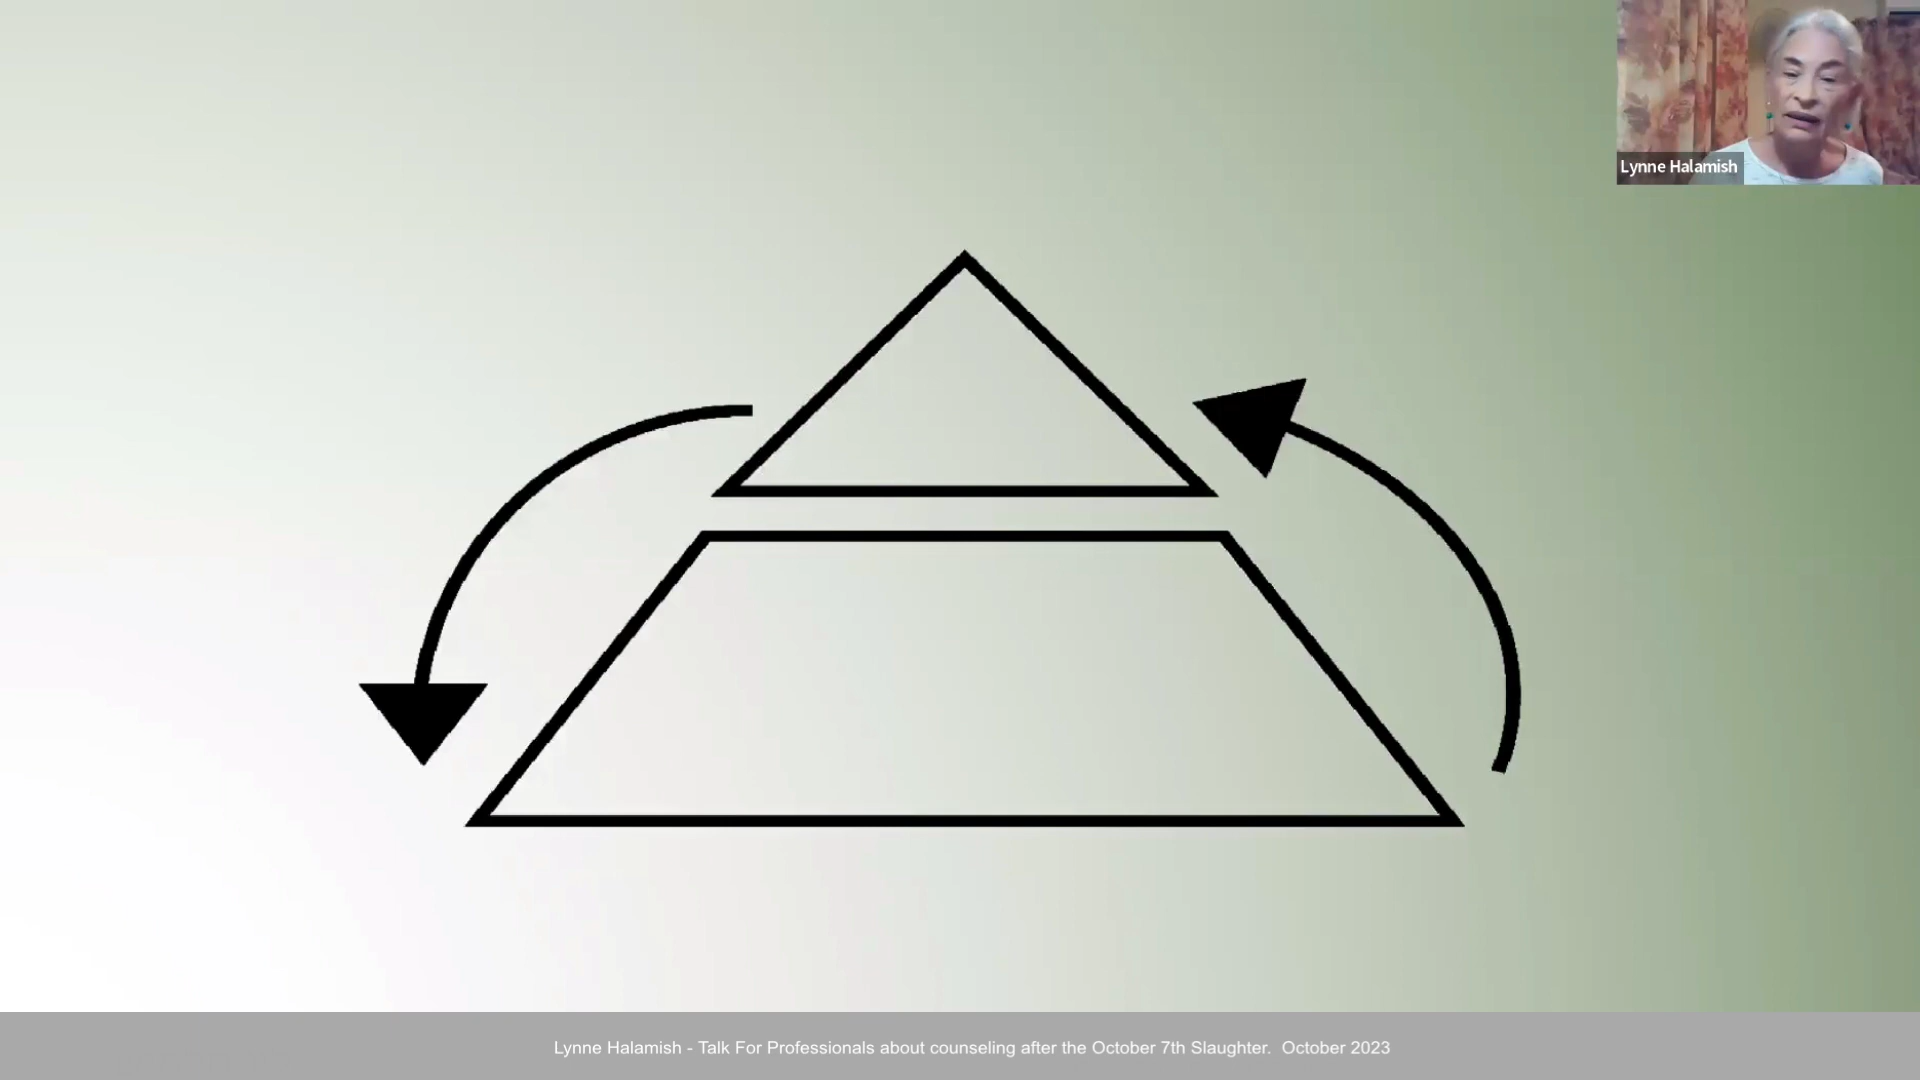 Lynne Halamish
Lynne Halamish - Talk For Professionals about counseling after the October 7th Slaughter.  October 2023